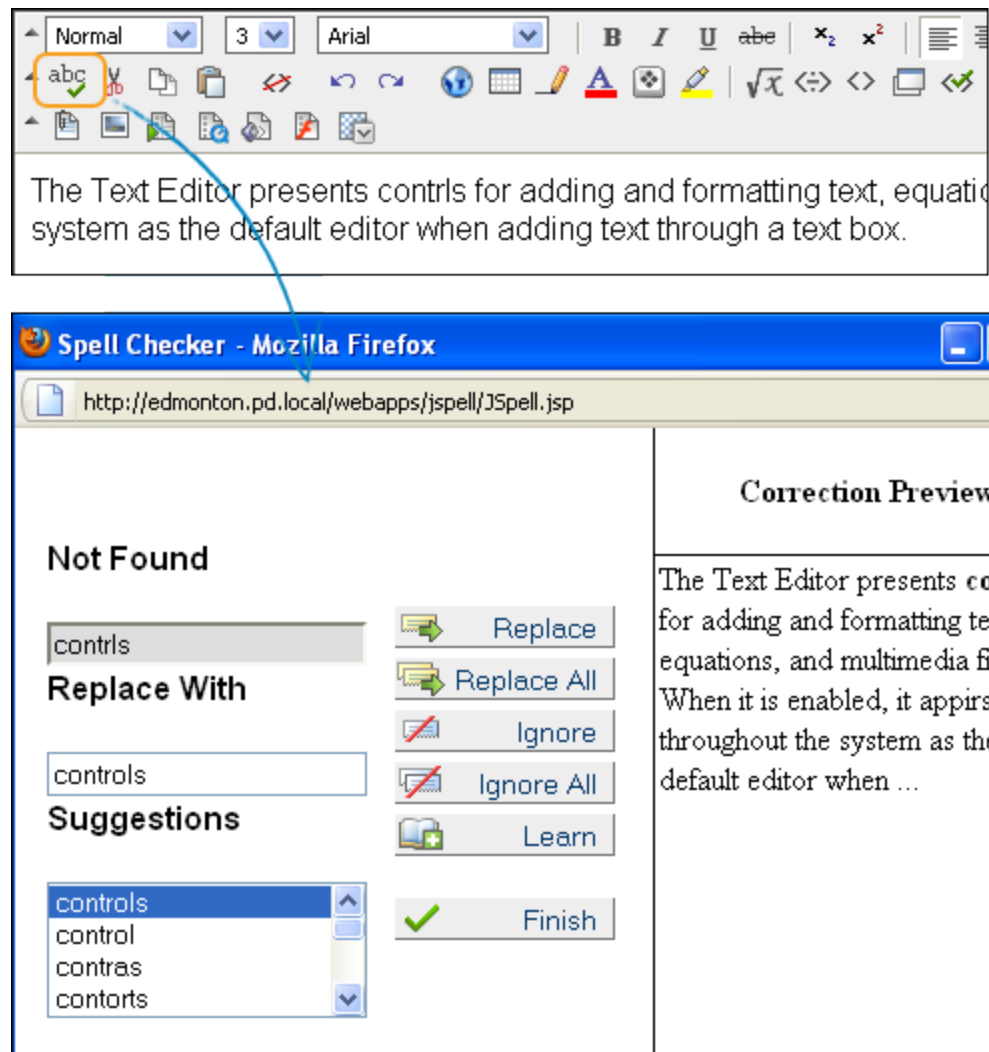 Normal 3 Arial B I U abc x₂ x²
abc √x
The Text Editor presents contrls for adding and formatting text,
system as the default editor when adding text through a text box.
Spell Checker - Mozilla Firefox
http://edmonton.pd.local/webapps/jspell/JSpell.jsp
Correction Preview
Not Found
contrls
Replace With
controls
Suggestions
controls
control
contras
contorts
Replace
Replace All
Ignore
Ignore All
Learn
Finish
The Text Editor presents
for adding and formatting
equations, and multimedia
When it is enabled, it appirs
throughout the system as the
default editor when ...